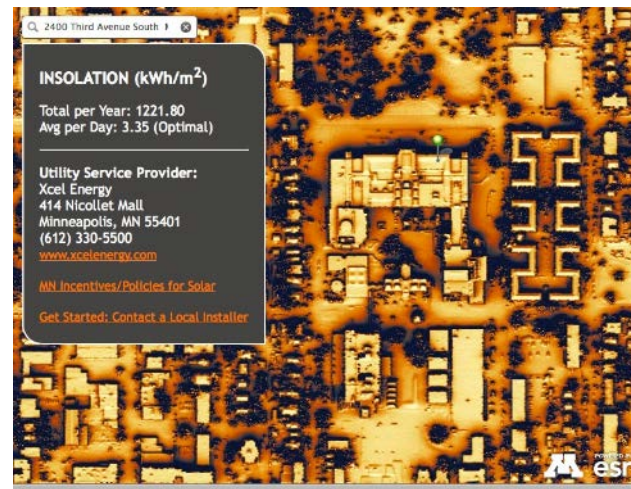 2400 Third Avenue South
INSOLATION (kWh/m2)
Total per Year: 1221.80
Avg per Day: 3.35 (Optimal)
Utility Service Provider:
Xcel Energy
414 Nicollet Mall
Minneapolis, MN 55401
(612) 330-5500
www.xcelenergy.com
MN Incentives/Policies for Solar
Get Started: Contact a Local Installer
POWERED BY
esri